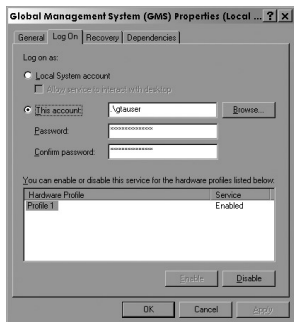 Global Management System (GMS) Properties (Local ... ? X
General Log On Recovery Dependencies
Log on as:
Local System account
Allow service to interact with desktop
This account: .\gtauser Browse...
Password: *************
Confirm password: *************
You can enable or disable this service for the hardware profiles listed below:
Hardware Profile Service
Profile 1 Enabled
Enable Disable
OK Cancel Apply